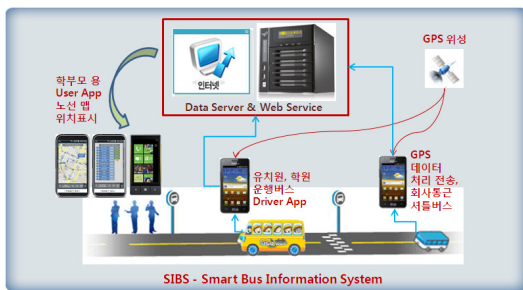 GPS 위성
학부모 용
User App
노선 맵
위치표시
인터넷
Data Server & Web Service
유치원, 학원
운행버스
Driver App
GPS
데이터
처리 전송,
회사통근
셔틀버스
SIBS - Smart Bus Information System